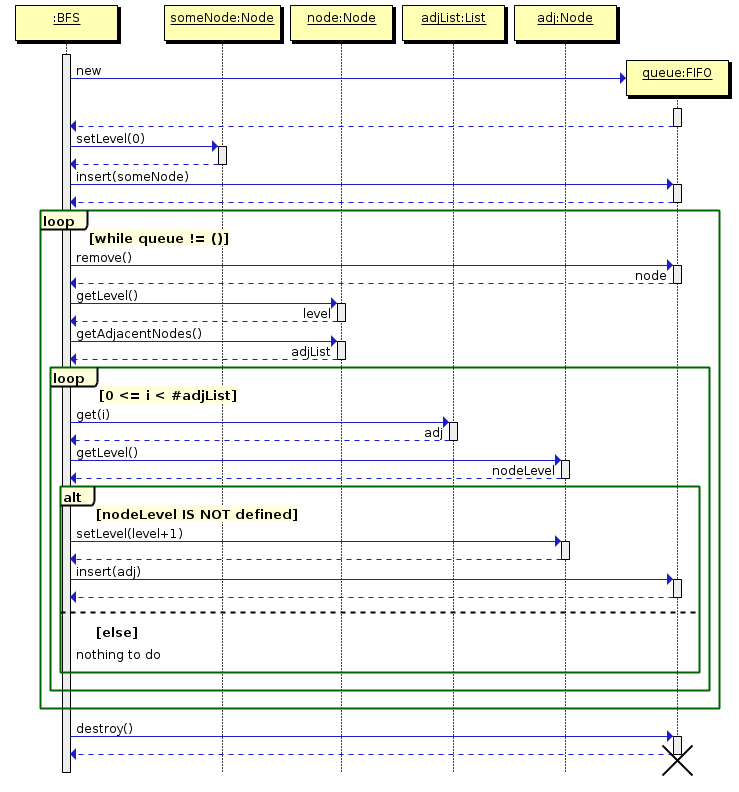 :BFS
someNode:Node
node:Node
adjList:List
adj:Node
queue:FIFO
new
setLevel(0)
insert(someNode)
loop
[while queue != ()]
remove()
node
getLevel()
level
getAdjacentNodes()
adjList
loop
[0 <= i < #adjList]
get(i)
adj
getLevel()
nodeLevel
alt
[nodeLevel IS NOT defined]
setLevel(level+1)
insert(adj)
[else]
nothing to do
destroy()